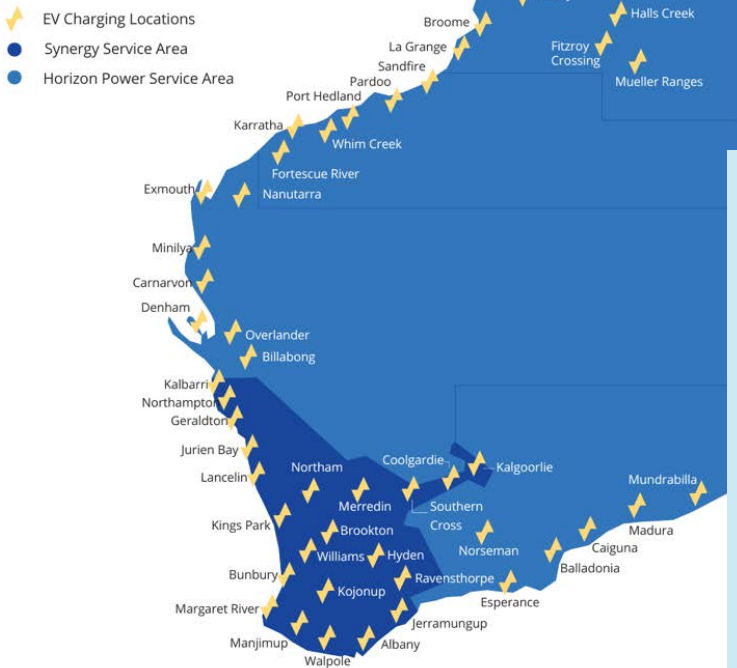 EV Charging Locations
Synergy Service Area
Horizon Power Service Area
Broome
Halls Creek
La Grange
Fitzroy
Crossing
Sandfire
Mueller Ranges
Pardoo
Port Hedland
Karratha
Whim Creek
Fortescue River
Exmouth
Nanutarra
Minilya
Carnarvon
Denham
Overlander
Billabong
Kalbarri
Northampton
Geraldton
Jurien Bay
Coolgardie
Kalgoorlie
Lancelin
Northam
Mundrabilla
Merredin
Southern
Cross
Kings Park
Brookton
Norseman
Madura
Caiguna
Williams
Hyden
Balladonia
Bunbury
Ravensthorpe
Kojonup
Esperance
Margaret River
Jerramungup
Manjimup
Albany
Walpole